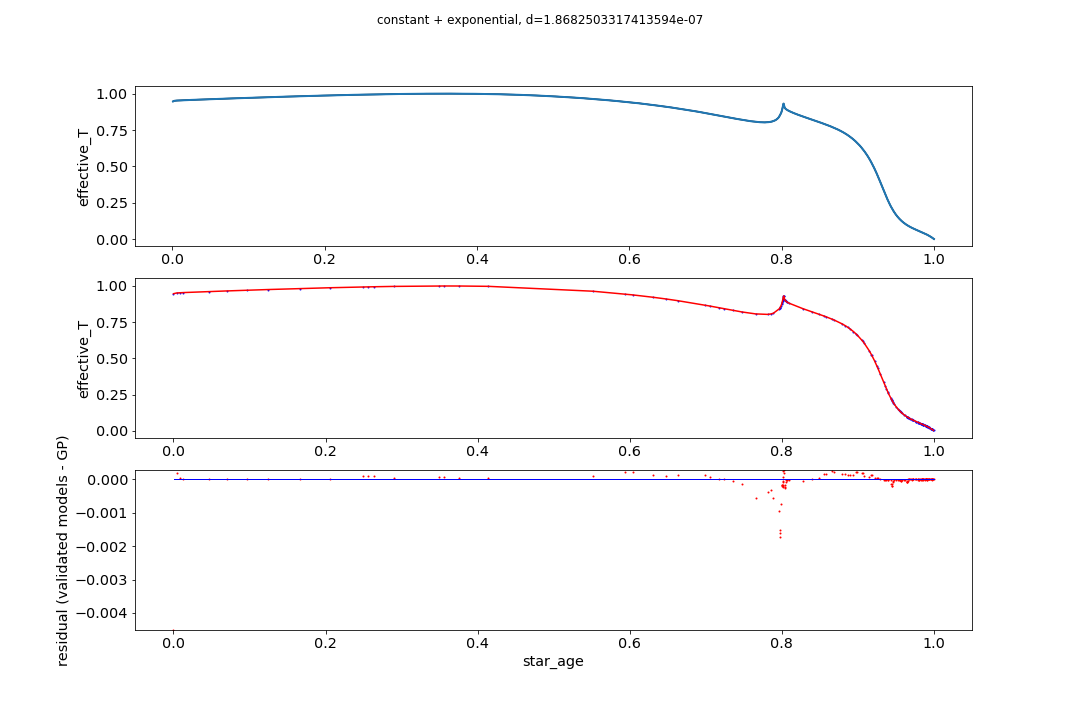 constant + exponential, d=1.8682503317413594e-07
effective_T
1.00
0.75
0.50
0.25
0.00
0.0 0.2 0.4 0.6 0.8 1.0
effective_T
1.00
0.75
0.50
0.25
0.00
0.0 0.2 0.4 0.6 0.8 1.0
residual (validated models - GP)
0.000
−0.001
−0.002
−0.003
−0.004
0.0 0.2 0.4 0.6 0.8 1.0
star_age